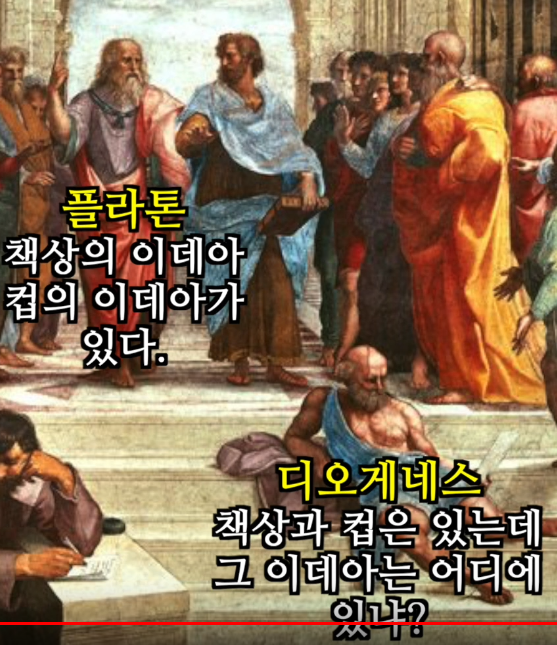 플라톤
책상의 이데아
컵의 이데아가
있다.
디오게네스
책상과 컵은 있는데
그 이데아는 어디에
있냐?